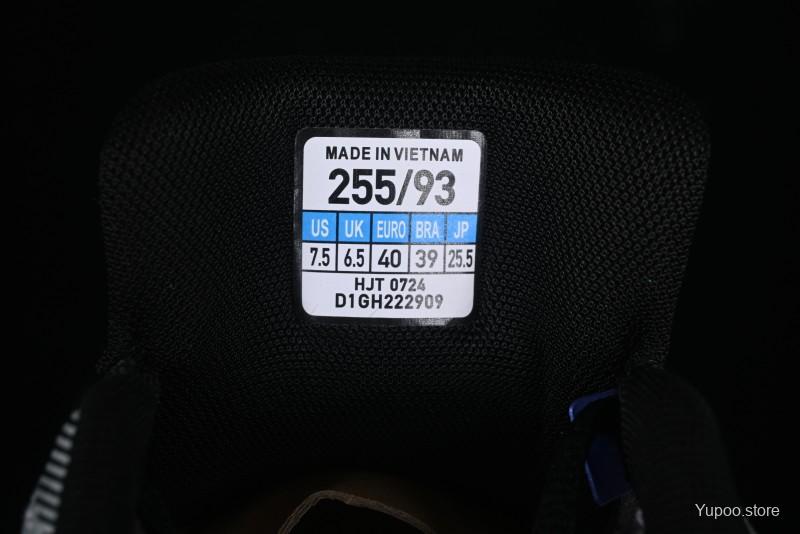 MADE IN VIETNAM
255/93
US UK EURO BRA JP
7.5 6.5 40 39 25.5
HJT 0724
D1GH222909
Yupoo.store